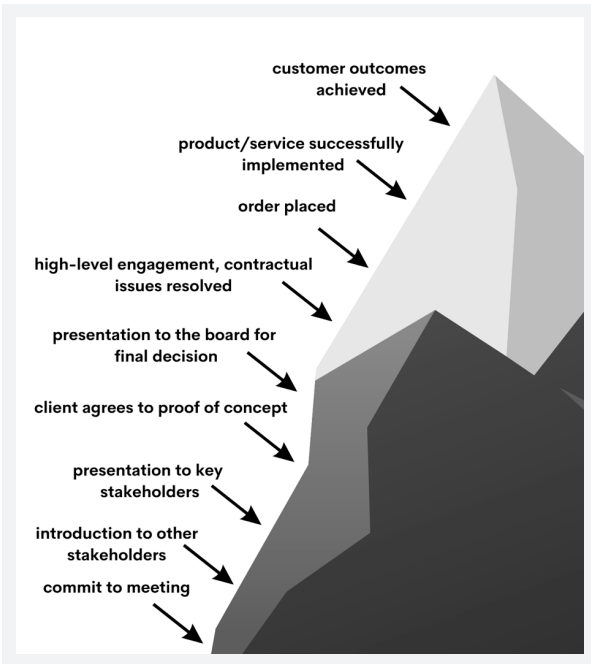 customer outcomes
achieved
product/service successfully
implemented
order placed
high-level engagement, contractual
issues resolved
presentation to the board for
final decision
client agrees to proof of concept
presentation to key
stakeholders
introduction to other
stakeholders
commit to meeting